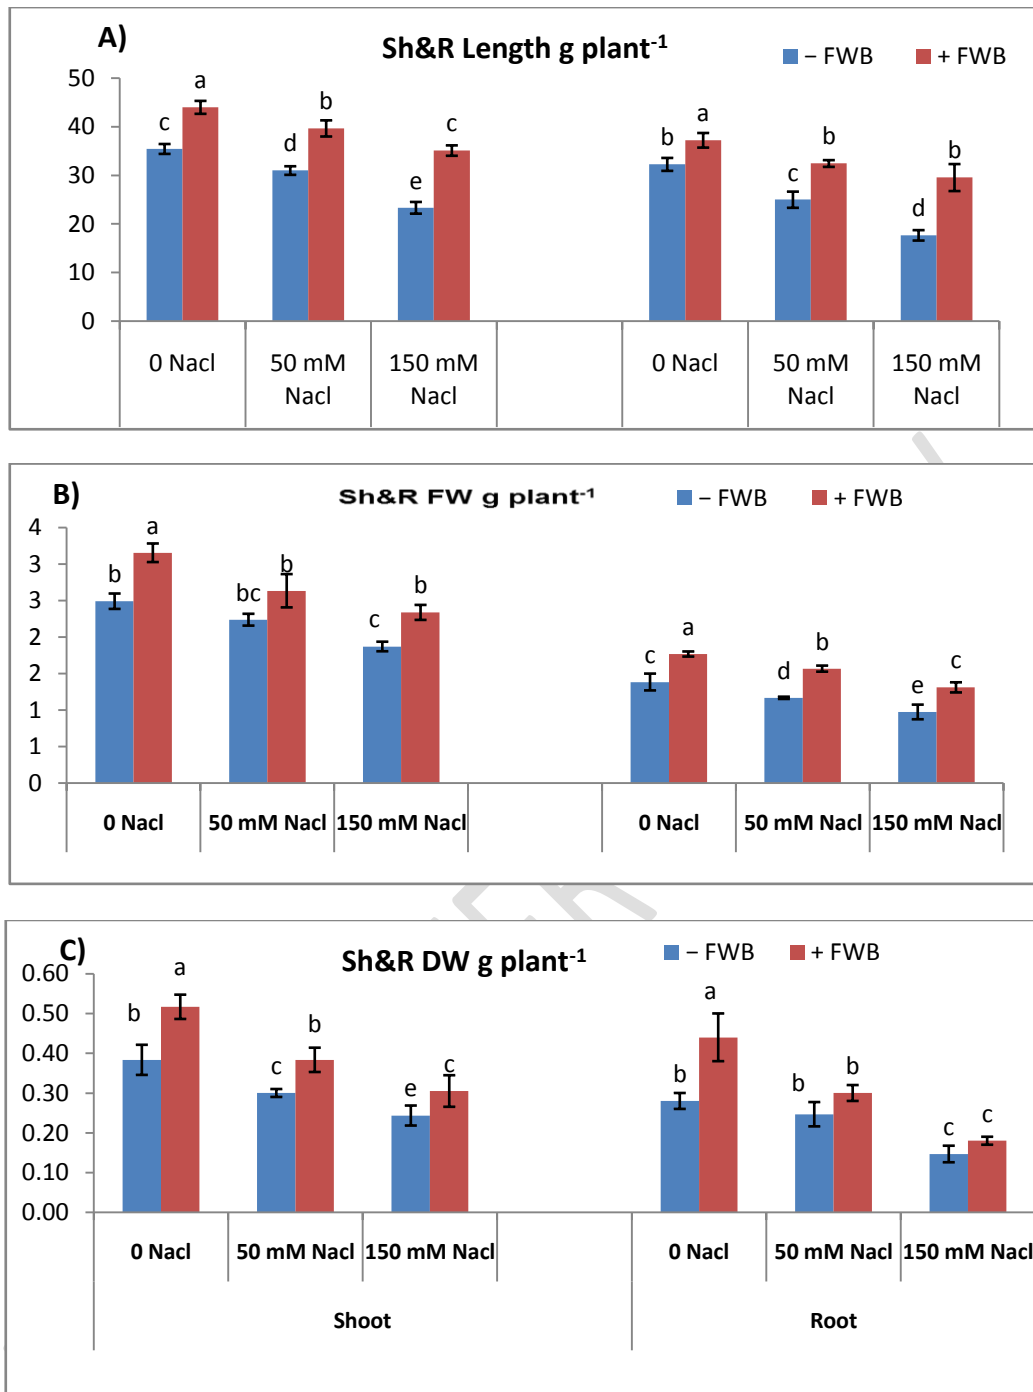 A)
Sh&R Length g plant-1
– FWB + FWB
50
40
30
20
10
0
c a d b e c b a c b d b
0 Nacl 50 mM Nacl 150 mM Nacl 0 Nacl 50 mM Nacl 150 mM Nacl
B)
Sh&R FW g plant-1
– FWB + FWB
4
3
3
2
2
1
1
0
b a bc b c b c a d b e c
0 Nacl 50 mM Nacl 150 mM Nacl 0 Nacl 50 mM Nacl 150 mM Nacl
C)
Sh&R DW g plant-1
– FWB + FWB
0.60
0.50
0.40
0.30
0.20
0.10
0.00
b a c b e c b a b b c c
0 Nacl 50 mM Nacl 150 mM Nacl 0 Nacl 50 mM Nacl 150 mM Nacl
Shoot Root